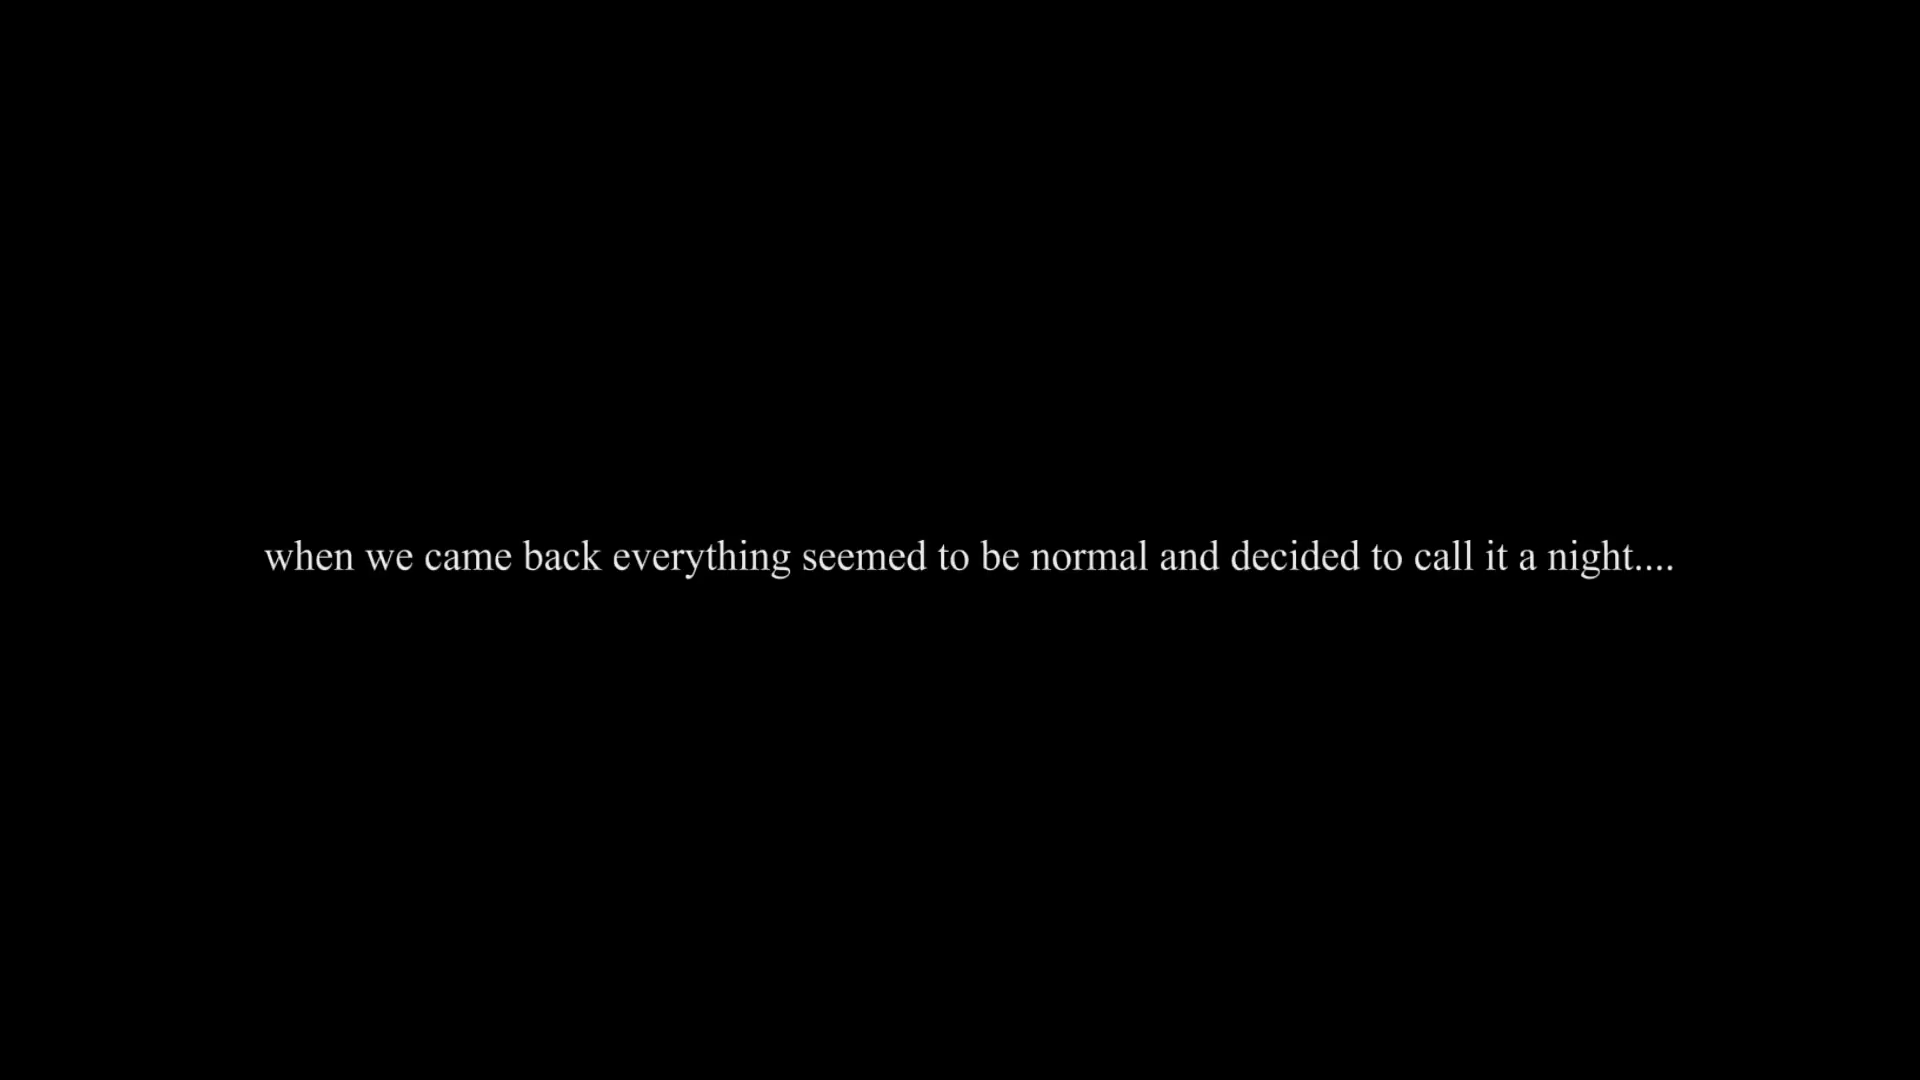 when we came back everything seemed to be normal and decided to call it a night....